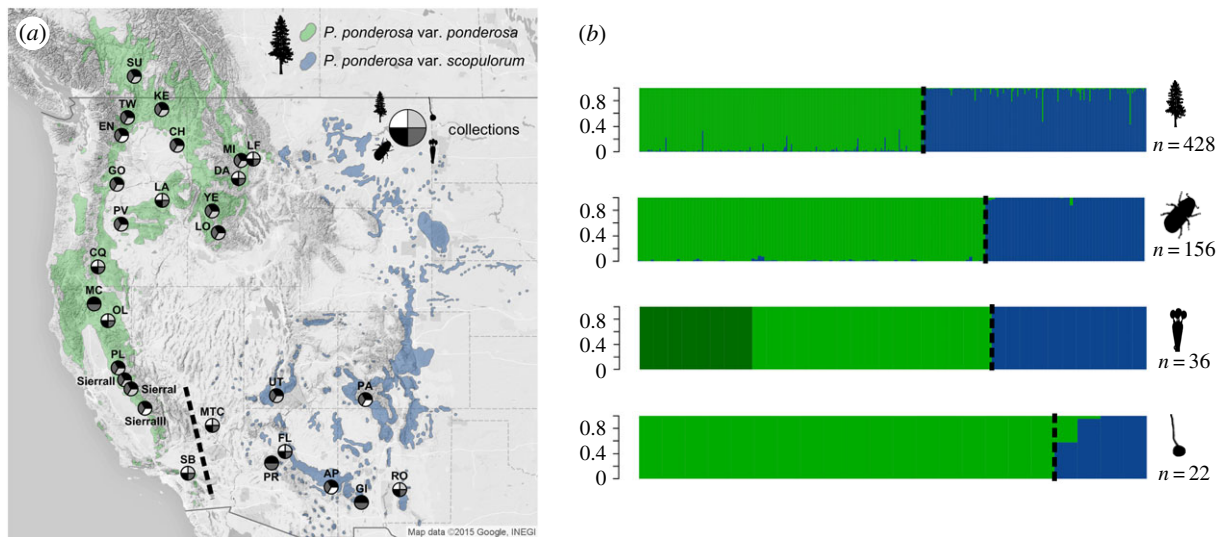 (a)
P. ponderosa var. ponderosa
P. ponderosa var. scopulorum
collections
SU
KE
TW
EN
CH
MI
LF
DA
GO
LA
YE
PV
LO
CQ
MC
OL
PL
SierraII
SierraI
SierraIII
UT
PA
MTC
SB
FL
PR
AP
GI
RO
Map data ©2015 Google, INEGI
(b)
0.8
0.4
0
n = 428
0.8
0.4
0
n = 156
0.8
0.4
0
n = 36
0.8
0.4
0
n = 22